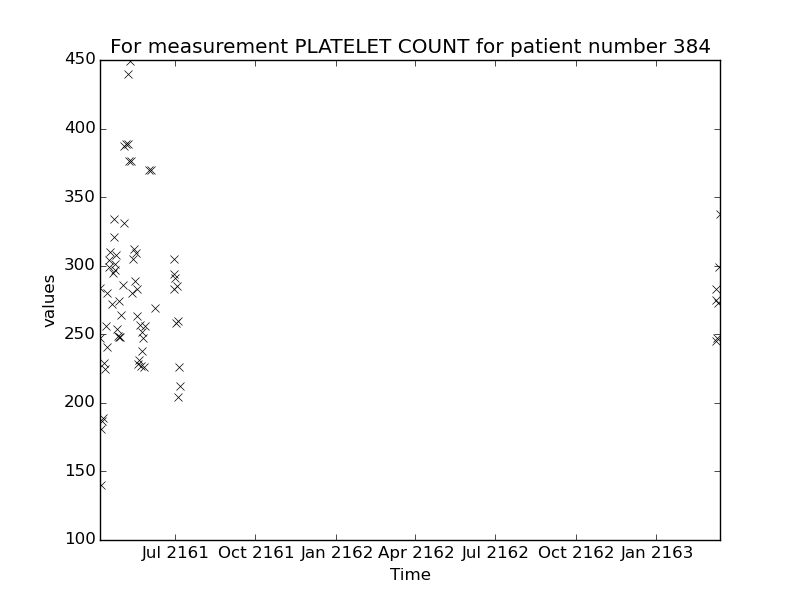 For measurement PLATELET COUNT for patient number 384
450
400
350
300
250
200
150
100
values
Jul 2161 Oct 2161 Jan 2162 Apr 2162 Jul 2162 Oct 2162 Jan 2163
Time